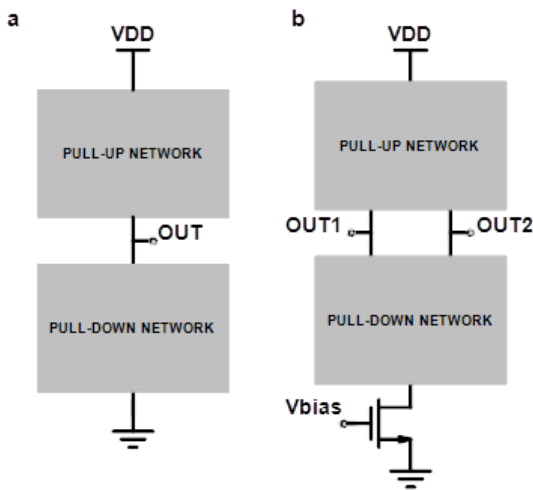 a
VDD
PULL-UP NETWORK
OUT
PULL-DOWN NETWORK
b
VDD
PULL-UP NETWORK
OUT1
OUT2
PULL-DOWN NETWORK
Vbias